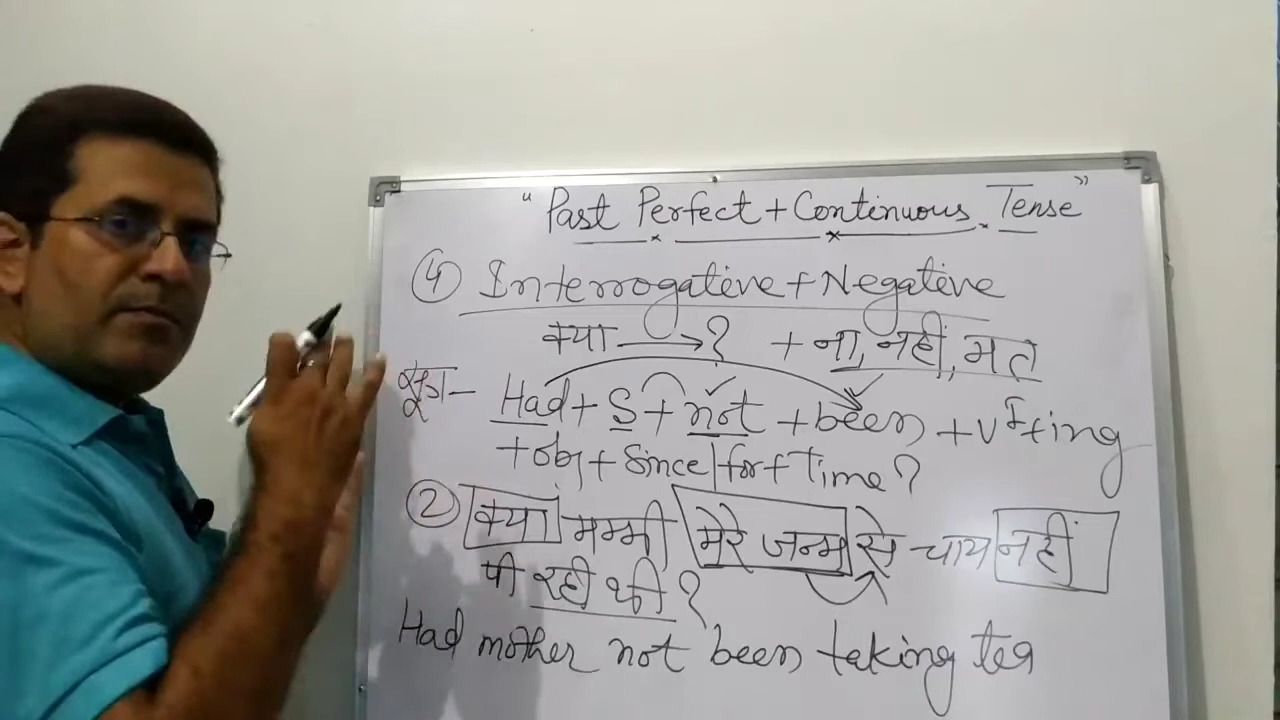 "Past Perfect + Continuous Tense"
④ Interrogative + Negative
क्या → ? + ना, नहीं, मत
सूत्र - Had + S + not + been + V I + ing
+ obj + Since/for + Time?
② क्या मम्मी मेरे जन्म से चाय नहीं
पी रही थी ?
Had mother not been taking tea